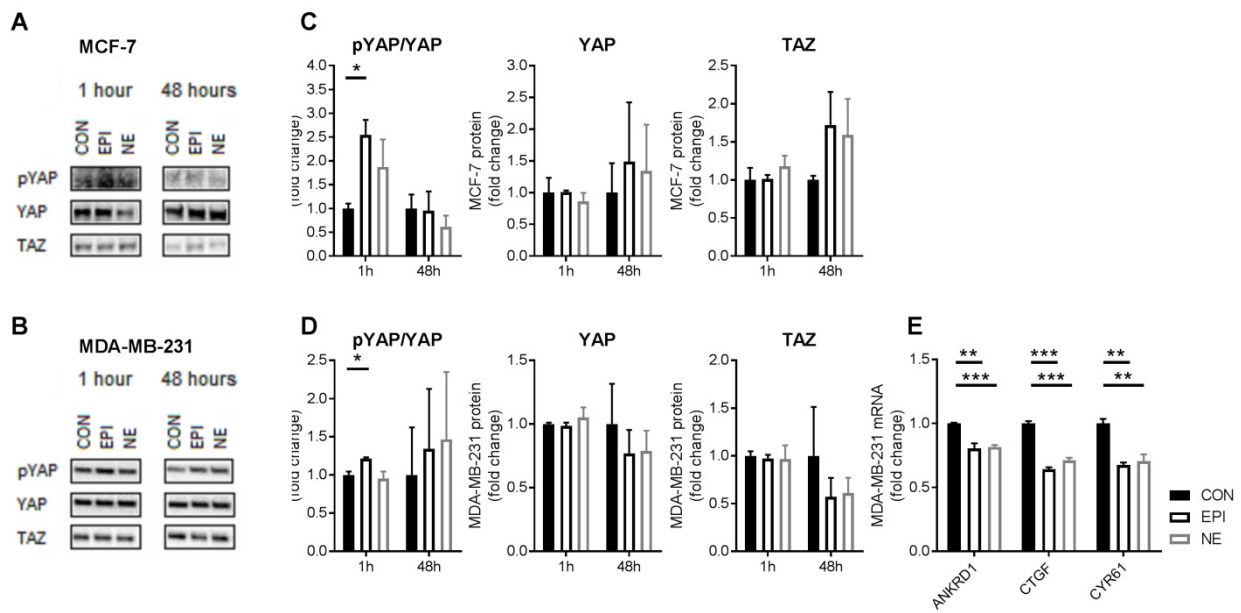 A
MCF-7
1 hour 48 hours
CON EPI NE CON EPI NE
pYAP
YAP
TAZ
B
MDA-MB-231
1 hour 48 hours
CON EPI NE CON EPI NE
pYAP
YAP
TAZ
C
pYAP/YAP
(fold change)
4.0
3.5
3.0
2.5
2.0
1.5
1.0
0.5
0.0
*
1h 48h
YAP
MCF-7 protein
(fold change)
3.0
2.5
2.0
1.5
1.0
0.5
0.0
1h 48h
TAZ
MCF-7 protein
(fold change)
2.5
2.0
1.5
1.0
0.5
0.0
1h 48h
D
pYAP/YAP
(fold change)
2.5
2.0
1.5
1.0
0.5
0.0
*
1h 48h
YAP
MDA-MB-231 protein
(fold change)
1.5
1.0
0.5
0.0
1h 48h
TAZ
MDA-MB-231 protein
(fold change)
2.0
1.5
1.0
0.5
0.0
1h 48h
E
MDA-MB-231 mRNA
(fold change)
1.5
1.0
0.5
0.0
** *** **
*** *** **
ANKRD1 CTGF CYR61
CON
EPI
NE